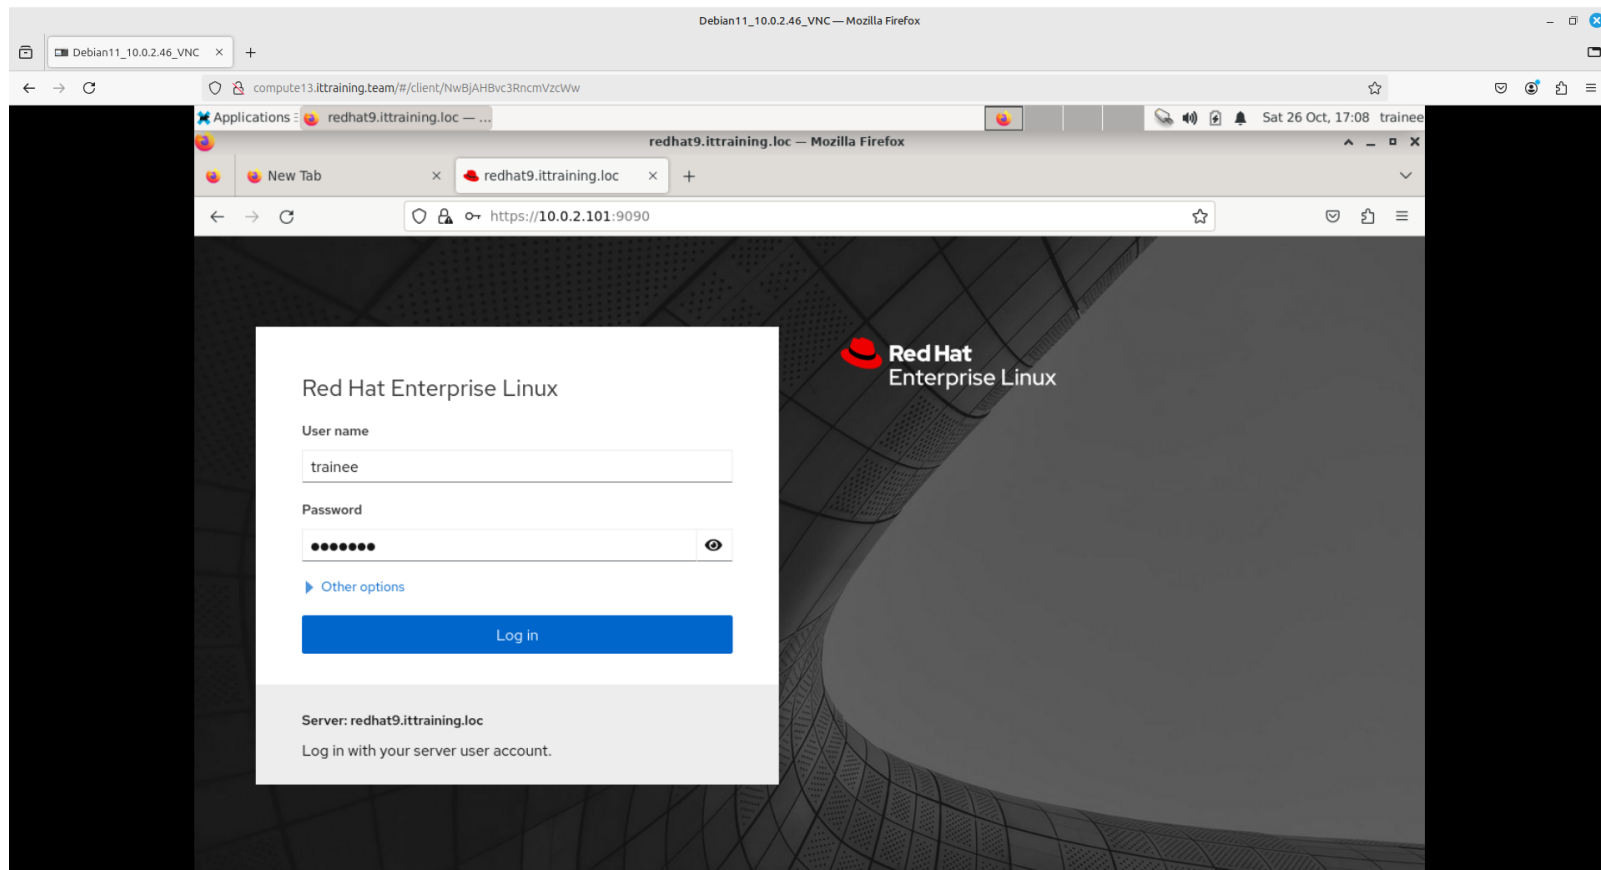 Debian11_10.0.2.46_VNC — Mozilla Firefox
Debian11_10.0.2.46_VNC
compute13.ittraining.team/#/client/NwBjAHBvc3RncmVzcWw
Applications
redhat9.ittraining.loc — ...
Sat 26 Oct, 17:08 trainee
redhat9.ittraining.loc — Mozilla Firefox
New Tab
redhat9.ittraining.loc
https://10.0.2.101:9090
Red Hat
Enterprise Linux
Red Hat Enterprise Linux
User name
trainee
Password
●●●●●●●
Other options
Log in
Server: redhat9.ittraining.loc
Log in with your server user account.